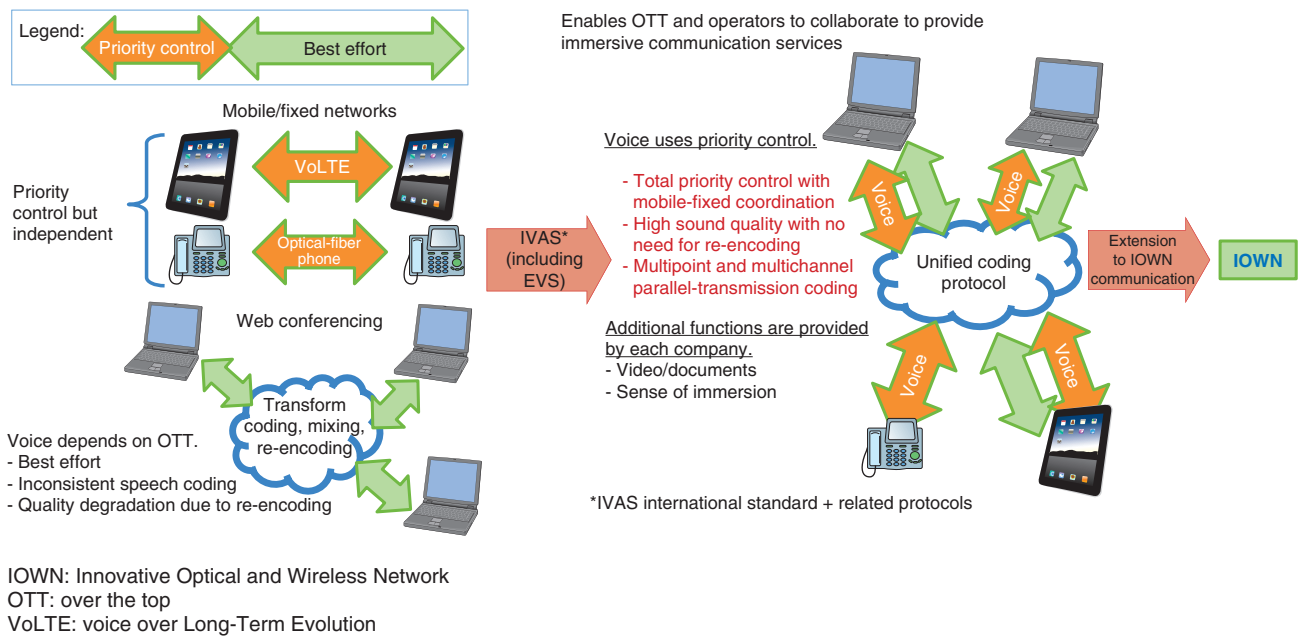 Legend:
Priority control
Best effort
Mobile/fixed networks
Priority
control but
independent
VoLTE
Optical-fiber
phone
Web conferencing
Transform
coding, mixing,
re-encoding
Voice depends on OTT.
- Best effort
- Inconsistent speech coding
- Quality degradation due to re-encoding
IVAS*
(including
EVS)
Enables OTT and operators to collaborate to provide
immersive communication services
Voice uses priority control.
- Total priority control with
mobile-fixed coordination
- High sound quality with no
need for re-encoding
- Multipoint and multichannel
parallel-transmission coding
Additional functions are provided
by each company.
- Video/documents
- Sense of immersion
Voice
Voice
Unified coding
protocol
Voice
Voice
Extension
to IOWN
communication
IOWN
*IVAS international standard + related protocols
IOWN: Innovative Optical and Wireless Network
OTT: over the top
VoLTE: voice over Long-Term Evolution